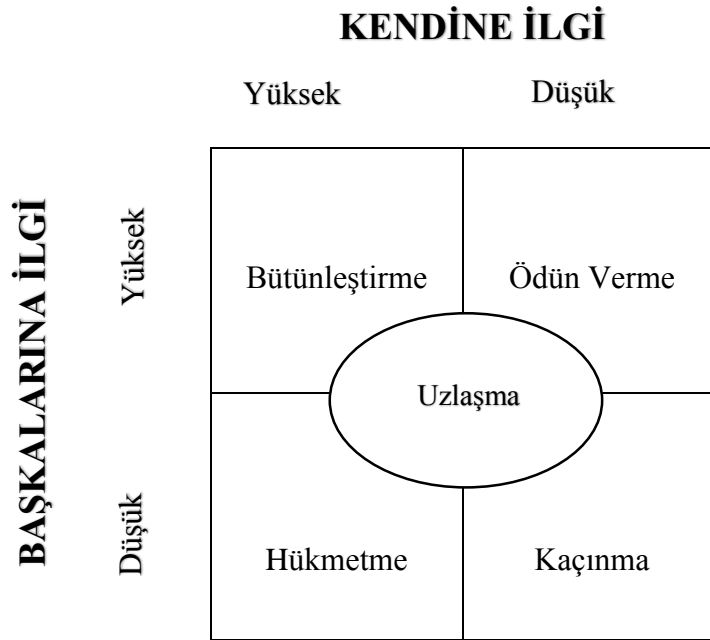 KENDİNE İLGİ
Yüksek Düşük
BAŞKALARINA İLGİ
Yüksek
Bütünleştirme Ödün Verme
Uzlaşma
Düşük
Hükmetme Kaçınma